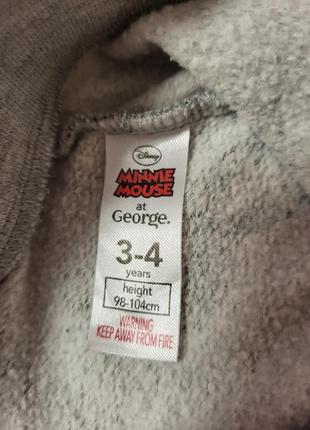 Disney
MINNIE
MOUSE
at
George.
3-4
years
height
98-104cm
WARNING
KEEP AWAY FROM FIRE